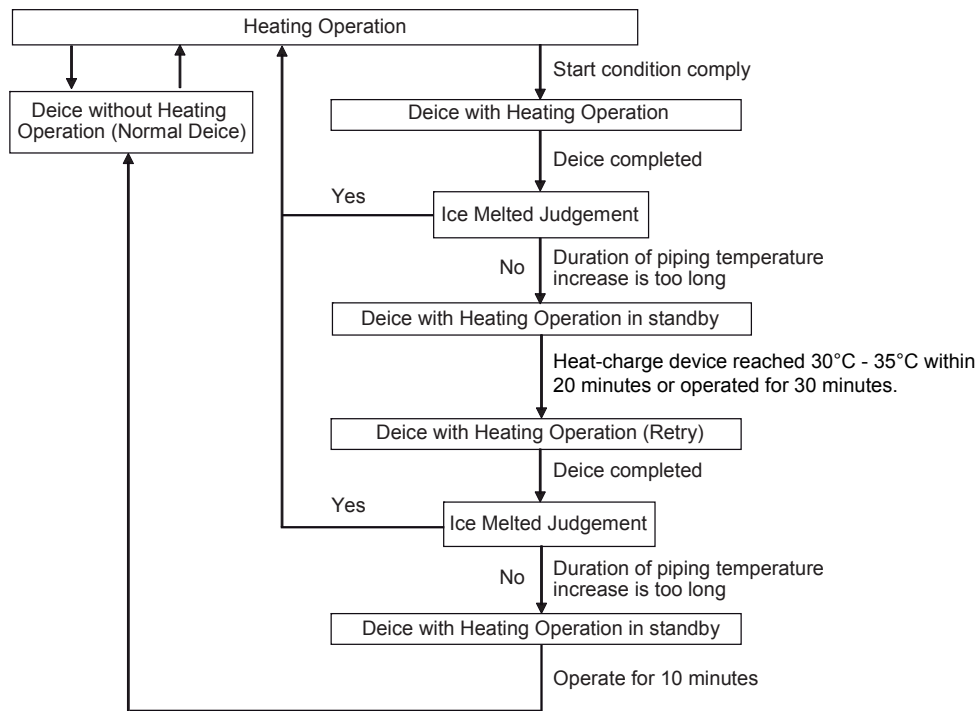 Heating Operation
Start condition comply
Deice without Heating
Operation (Normal Deice)
Deice with Heating Operation
Deice completed
Yes
Ice Melted Judgement
No
Duration of piping temperature
increase is too long
Deice with Heating Operation in standby
Heat-charge device reached 30°C - 35°C within
20 minutes or operated for 30 minutes.
Deice with Heating Operation (Retry)
Deice completed
Yes
Ice Melted Judgement
No
Duration of piping temperature
increase is too long
Deice with Heating Operation in standby
Operate for 10 minutes